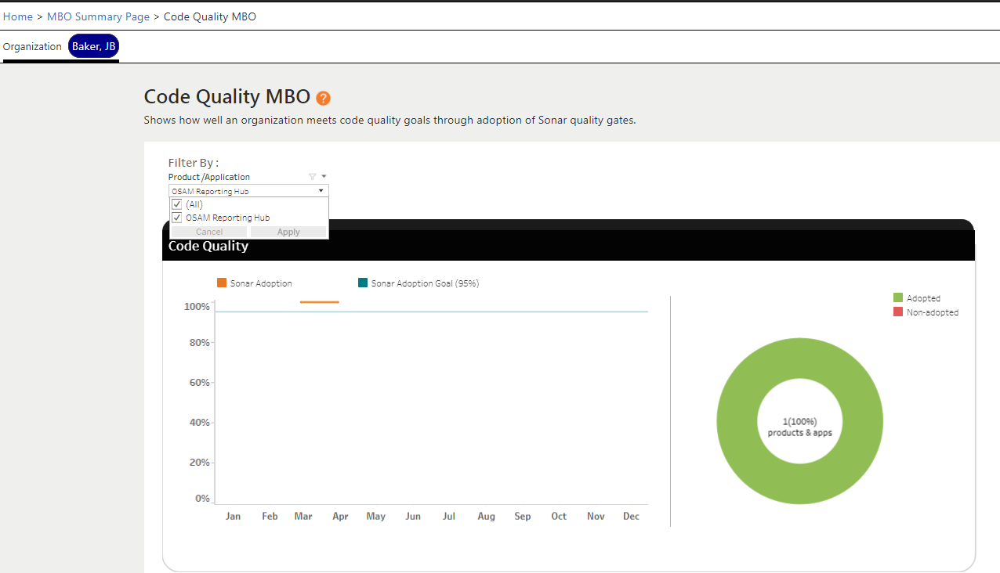 Home > MBO Summary Page > Code Quality MBO
Organization Baker, JB
Code Quality MBO ?
Shows how well an organization meets code quality goals through adoption of Sonar quality gates.
Filter By :
Product/Application
OSAM Reporting Hub
(All)
OSAM Reporting Hub
Cancel Apply
Code Quality
Sonar Adoption Sonar Adoption Goal (95%)
Adopted
Non-adopted
100%
80%
60%
40%
20%
0%
Jan Feb Mar Apr May Jun Jul Aug Sep Oct Nov Dec
1(100%)
products & apps